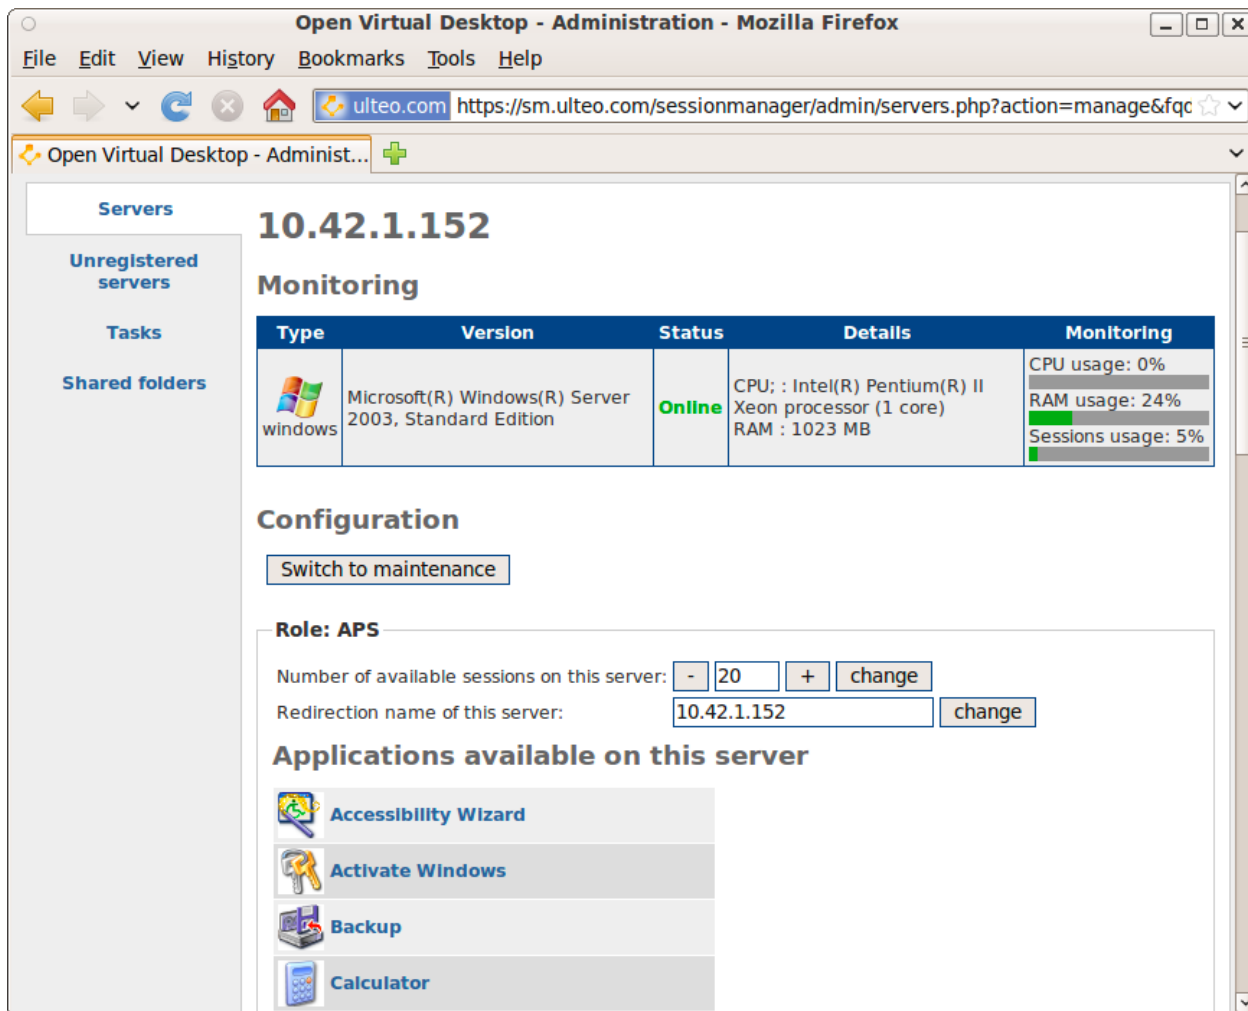 Open Virtual Desktop - Administration - Mozilla Firefox
File Edit View History Bookmarks Tools Help
ulteo.com https://sm.ulteo.com/sessionmanager/admin/servers.php?action=manage&fqd
Open Virtual Desktop - Administ...
Servers
Unregistered
servers
Tasks
Shared folders
10.42.1.152
Monitoring
Type Version Status Details Monitoring
windows
Microsoft(R) Windows(R) Server
2003, Standard Edition
Online
CPU; : Intel(R) Pentium(R) II
Xeon processor (1 core)
RAM : 1023 MB
CPU usage: 0%
RAM usage: 24%
Sessions usage: 5%
Configuration
Switch to maintenance
Role: APS
Number of available sessions on this server: - 20 + change
Redirection name of this server: 10.42.1.152 change
Applications available on this server
Accessibility Wizard
Activate Windows
Backup
Calculator